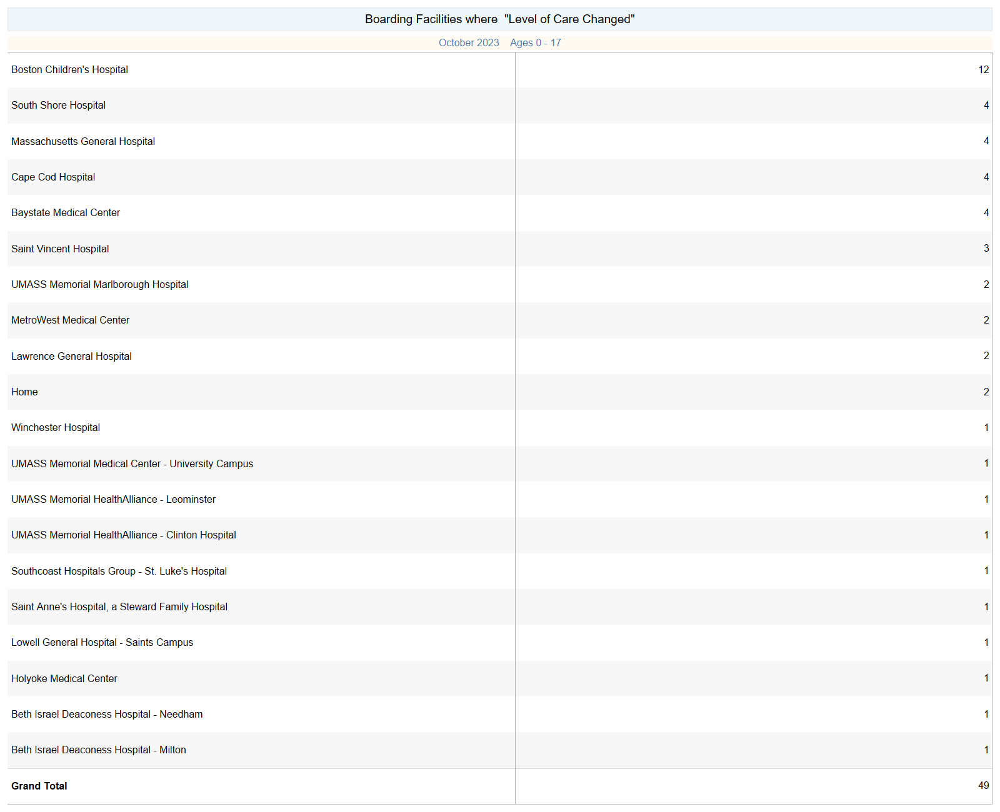 Boarding Facilities where  "Level of Care Changed"
October 2023    Ages 0 - 17
Boston Children's Hospital 12
South Shore Hospital 4
Massachusetts General Hospital 4
Cape Cod Hospital 4
Baystate Medical Center 4
Saint Vincent Hospital 3
UMASS Memorial Marlborough Hospital 2
MetroWest Medical Center 2
Lawrence General Hospital 2
Home 2
Winchester Hospital 1
UMASS Memorial Medical Center - University Campus 1
UMASS Memorial HealthAlliance - Leominster 1
UMASS Memorial HealthAlliance - Clinton Hospital 1
Southcoast Hospitals Group - St. Luke's Hospital 1
Saint Anne's Hospital, a Steward Family Hospital 1
Lowell General Hospital - Saints Campus 1
Holyoke Medical Center 1
Beth Israel Deaconess Hospital - Needham 1
Beth Israel Deaconess Hospital - Milton 1
Grand Total 49